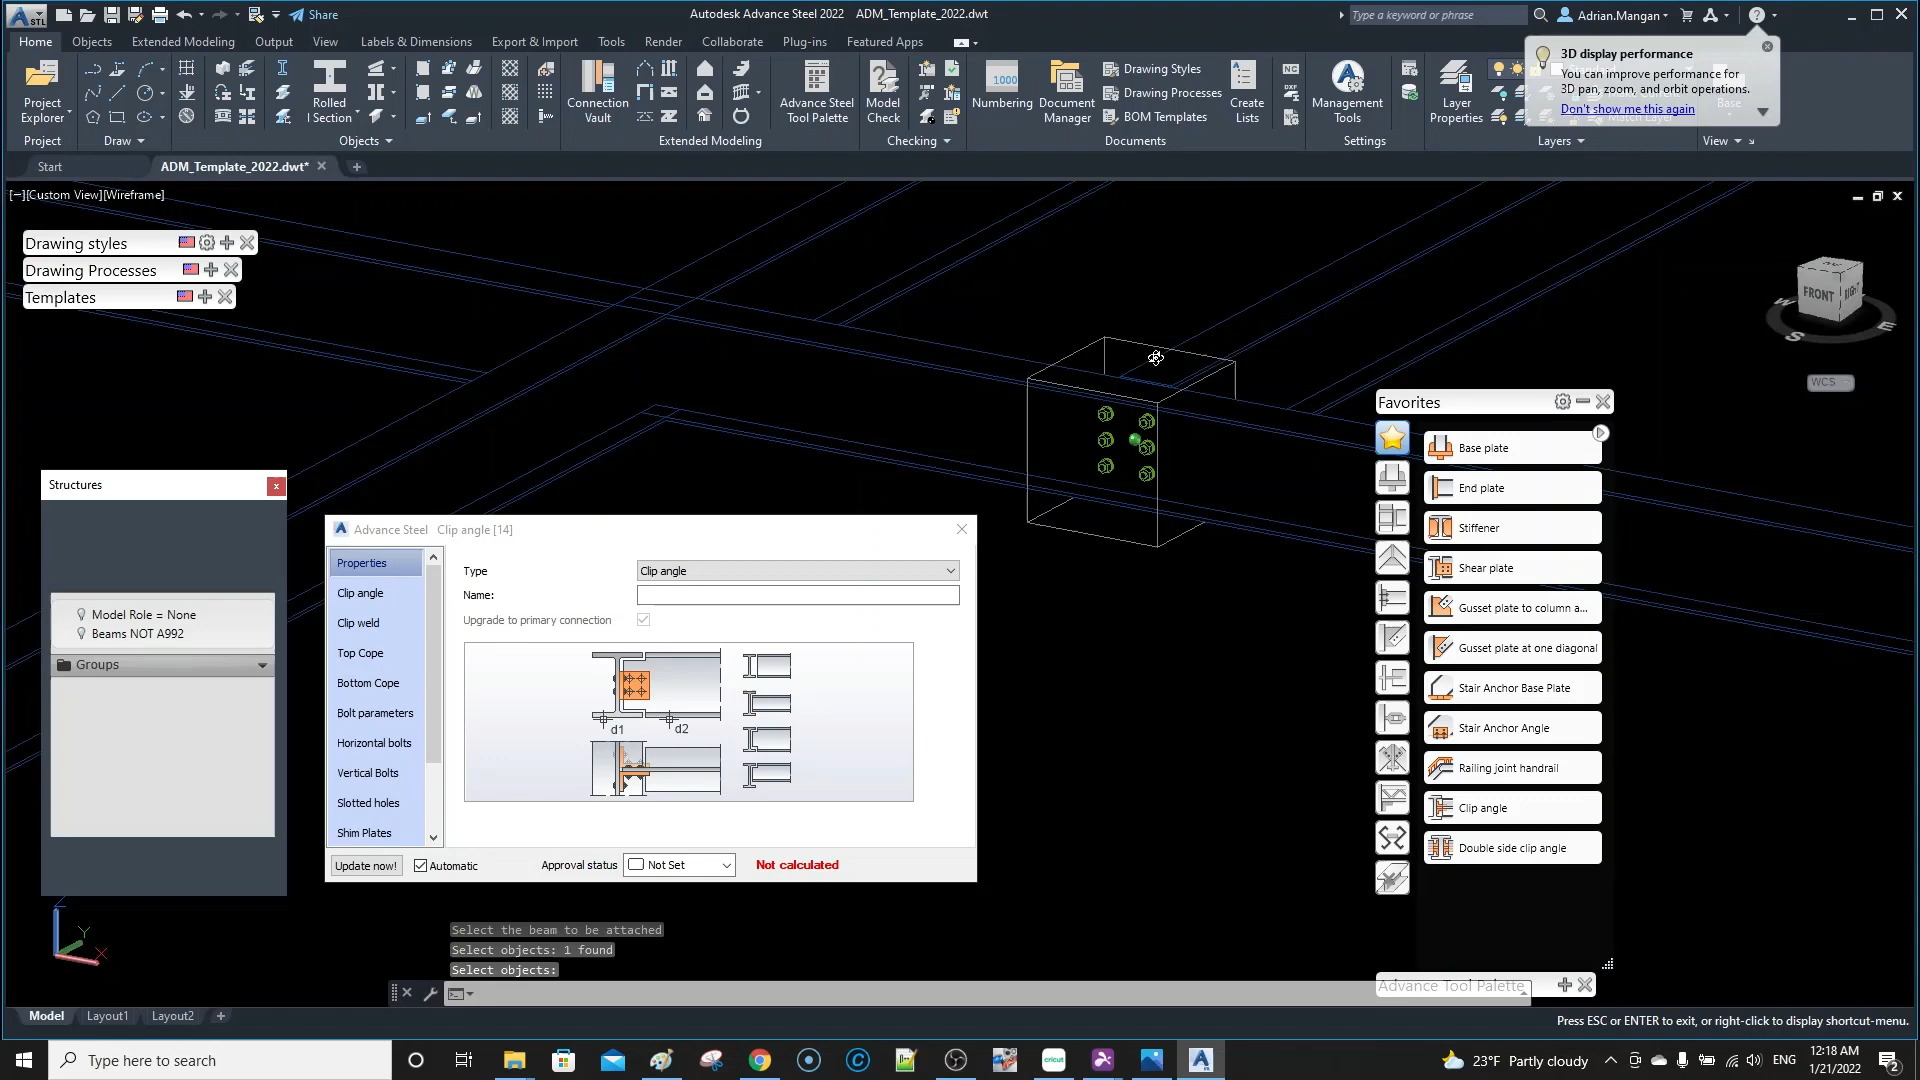 STL
Share
Autodesk Advance Steel 2022 ADM_Template_2022.dwt
Type a keyword or phrase
Adrian.Mangan
Home Objects Extended Modeling Output View Labels & Dimensions Export & Import Tools Render Collaborate Plug-ins Featured Apps
3D display performance
You can improve performance for
3D pan, zoom, and orbit operations.
Don't show me this again
Project
Explorer
Rolled
I Section
Connection
Vault
Advance Steel
Tool Palette
Model
Check
1000
Numbering
Document
Manager
Drawing Styles
Drawing Processes
BOM Templates
Create
Lists
NC
DXF
Management
Tools
Layer
Properties
Base
Match Layer
Project Draw Objects Extended Modeling Checking Documents Settings Layers View
Start ADM_Template_2022.dwt*
[−][Custom View][Wireframe]
Drawing styles
Drawing Processes
Templates
FRONT
RIGHT
W
S
E
WCS
Structures
Model Role = None
Beams NOT A992
Groups
Advance Steel Clip angle [14]
Properties
Clip angle
Clip weld
Top Cope
Bottom Cope
Bolt parameters
Horizontal bolts
Vertical Bolts
Slotted holes
Shim Plates
Type Clip angle
Name:
Upgrade to primary connection
d1 d2
Update now! Automatic Approval status Not Set Not calculated
Favorites
Base plate
End plate
Stiffener
Shear plate
Gusset plate to column a...
Gusset plate at one diagonal
Stair Anchor Base Plate
Stair Anchor Angle
Railing joint handrail
Clip angle
Double side clip angle
Advance Tool Palette
Z
Y
X
Select the beam to be attached
Select objects: 1 found
Select objects:
Model Layout1 Layout2
Press ESC or ENTER to exit, or right-click to display shortcut-menu.
Type here to search
cricut
23°F Partly cloudy
ENG
12:18 AM
1/21/2022
2